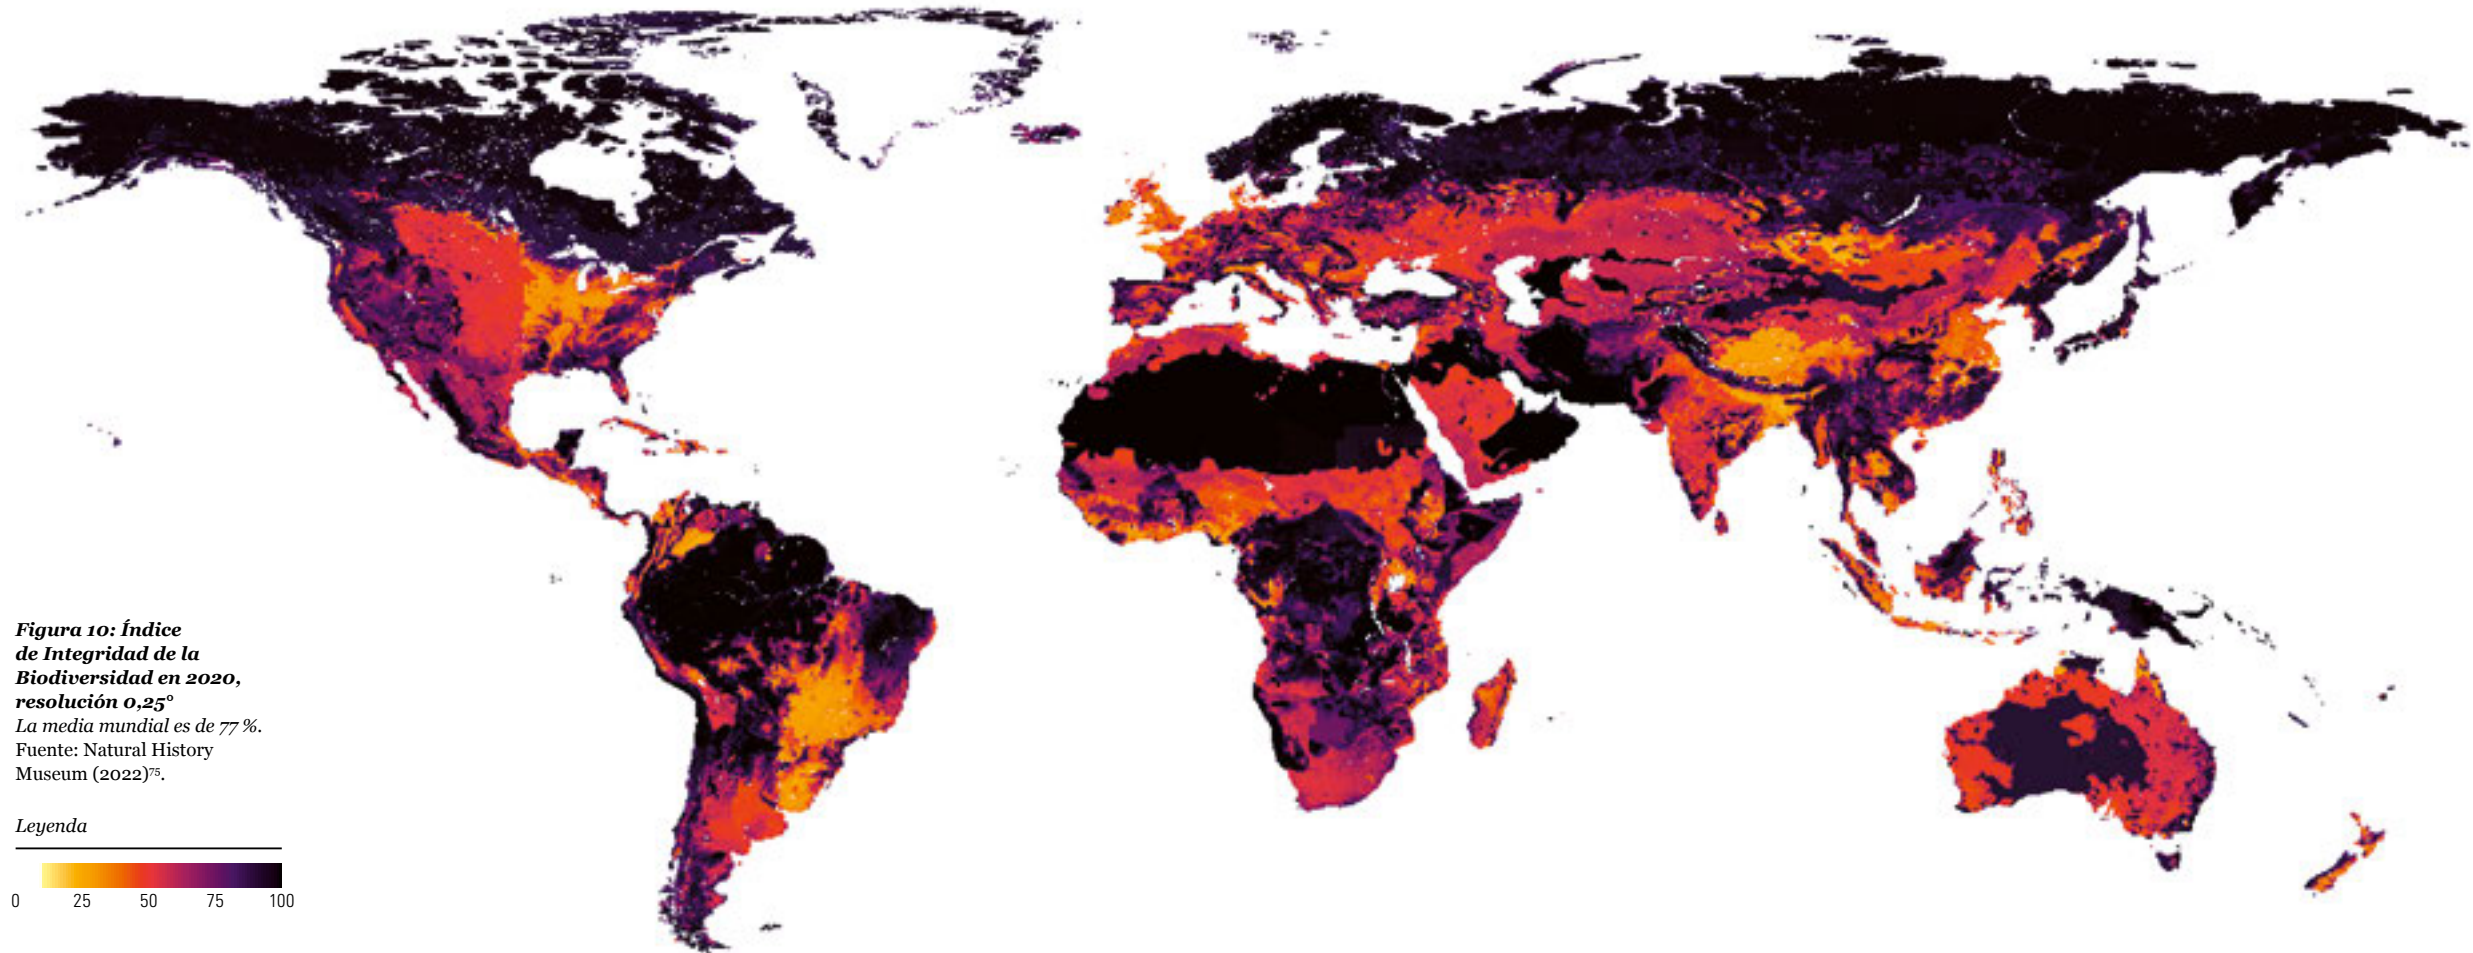 Figura 10: Índice
de Integridad de la
Biodiversidad en 2020,
resolución 0,25°
La media mundial es de 77 %.
Fuente: Natural History
Museum (2022)⁷⁵.
Leyenda
0 25 50 75 100